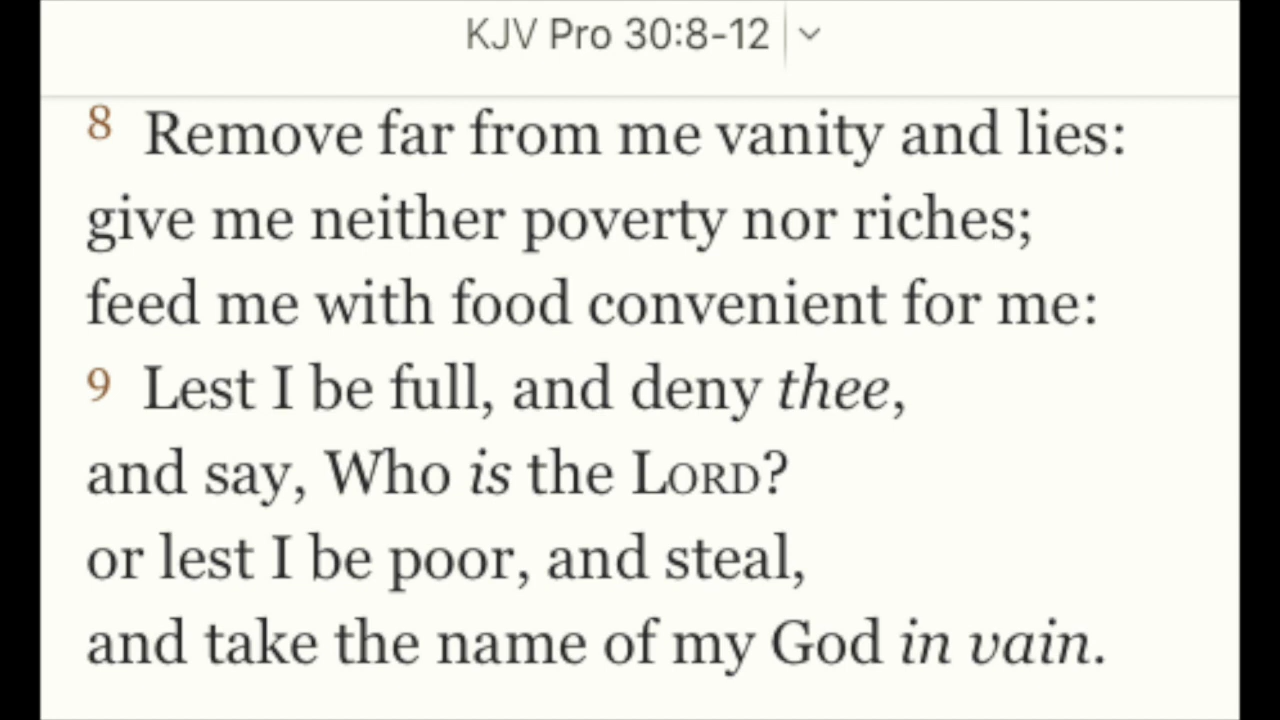 KJV Pro 30:8-12
8 Remove far from me vanity and lies:
give me neither poverty nor riches;
feed me with food convenient for me:
9 Lest I be full, and deny thee,
and say, Who is the LORD?
or lest I be poor, and steal,
and take the name of my God in vain.